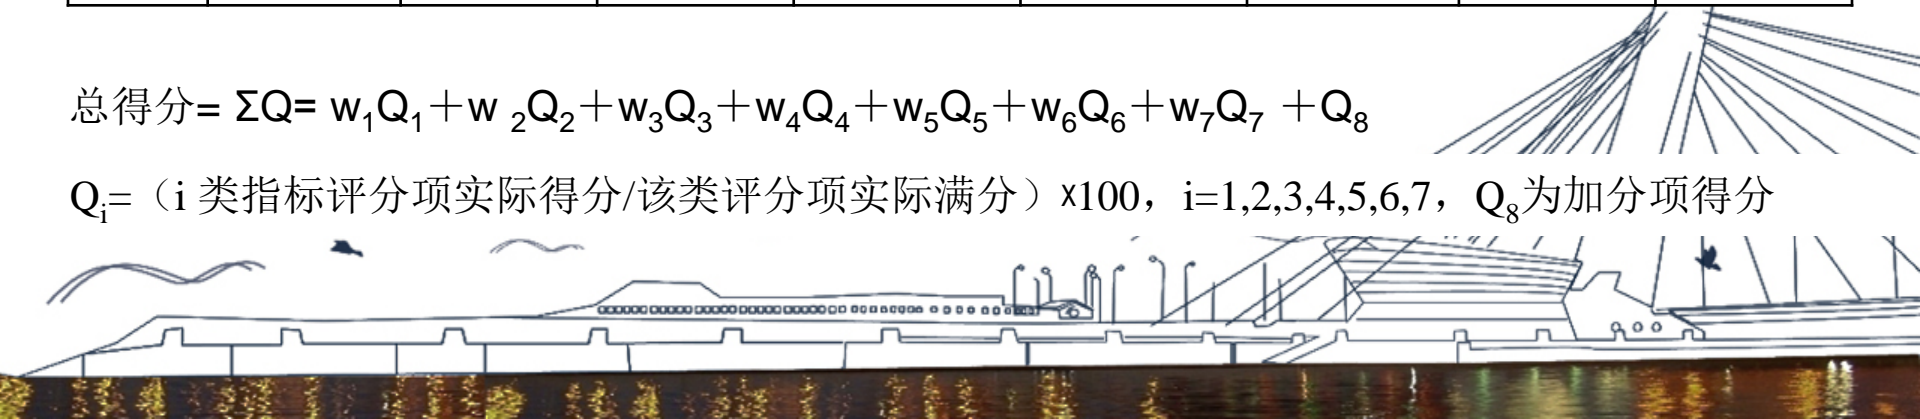 总得分= ΣQ= w₁Q₁＋w ₂Q₂＋w₃Q₃＋w₄Q₄＋w₅Q₅＋w₆Q₆＋w₇Q₇ ＋Q₈
Qᵢ=（i 类指标评分项实际得分/该类评分项实际满分）x100，i=1,2,3,4,5,6,7，Q₈为加分项得分